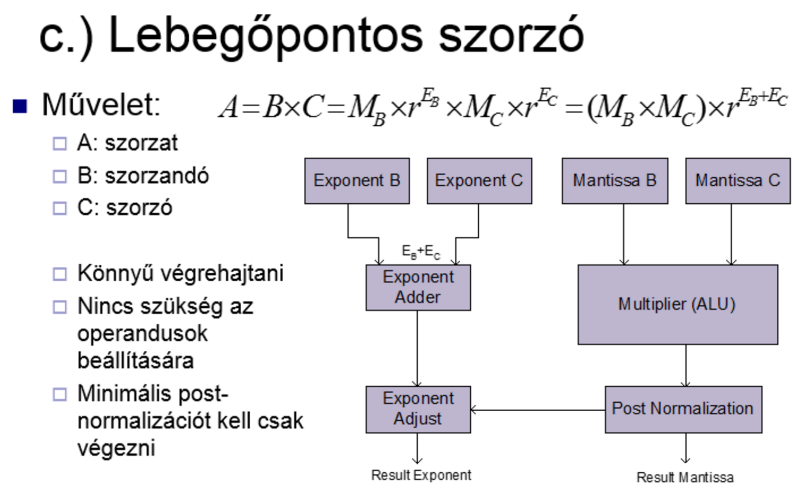 c.) Lebegőpontos szorzó
Művelet:
A=B×C=M_B×r^{E_B}×M_C×r^{E_C}=(M_B×M_C)×r^{E_B+E_C}
A: szorzat
B: szorzandó
C: szorzó
Könnyű végrehajtani
Nincs szükség az
operandusok
beállítására
Minimális post-
normalizációt kell csak
végezni
Exponent B
Exponent C
Mantissa B
Mantissa C
E_B+E_C
Exponent
Adder
Multiplier (ALU)
Exponent
Adjust
Post Normalization
Result Exponent
Result Mantissa